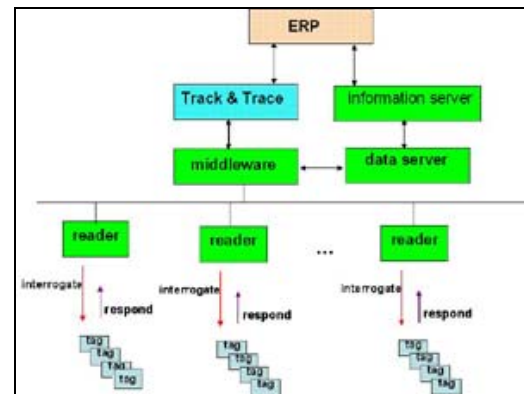 ERP
Track & Trace
information server
middleware
data server
reader
reader
...
reader
interrogate
respond
interrogate
respond
interrogate
respond
tag
tag
tag
tag
tag
tag
tag
tag
tag
tag
tag
tag